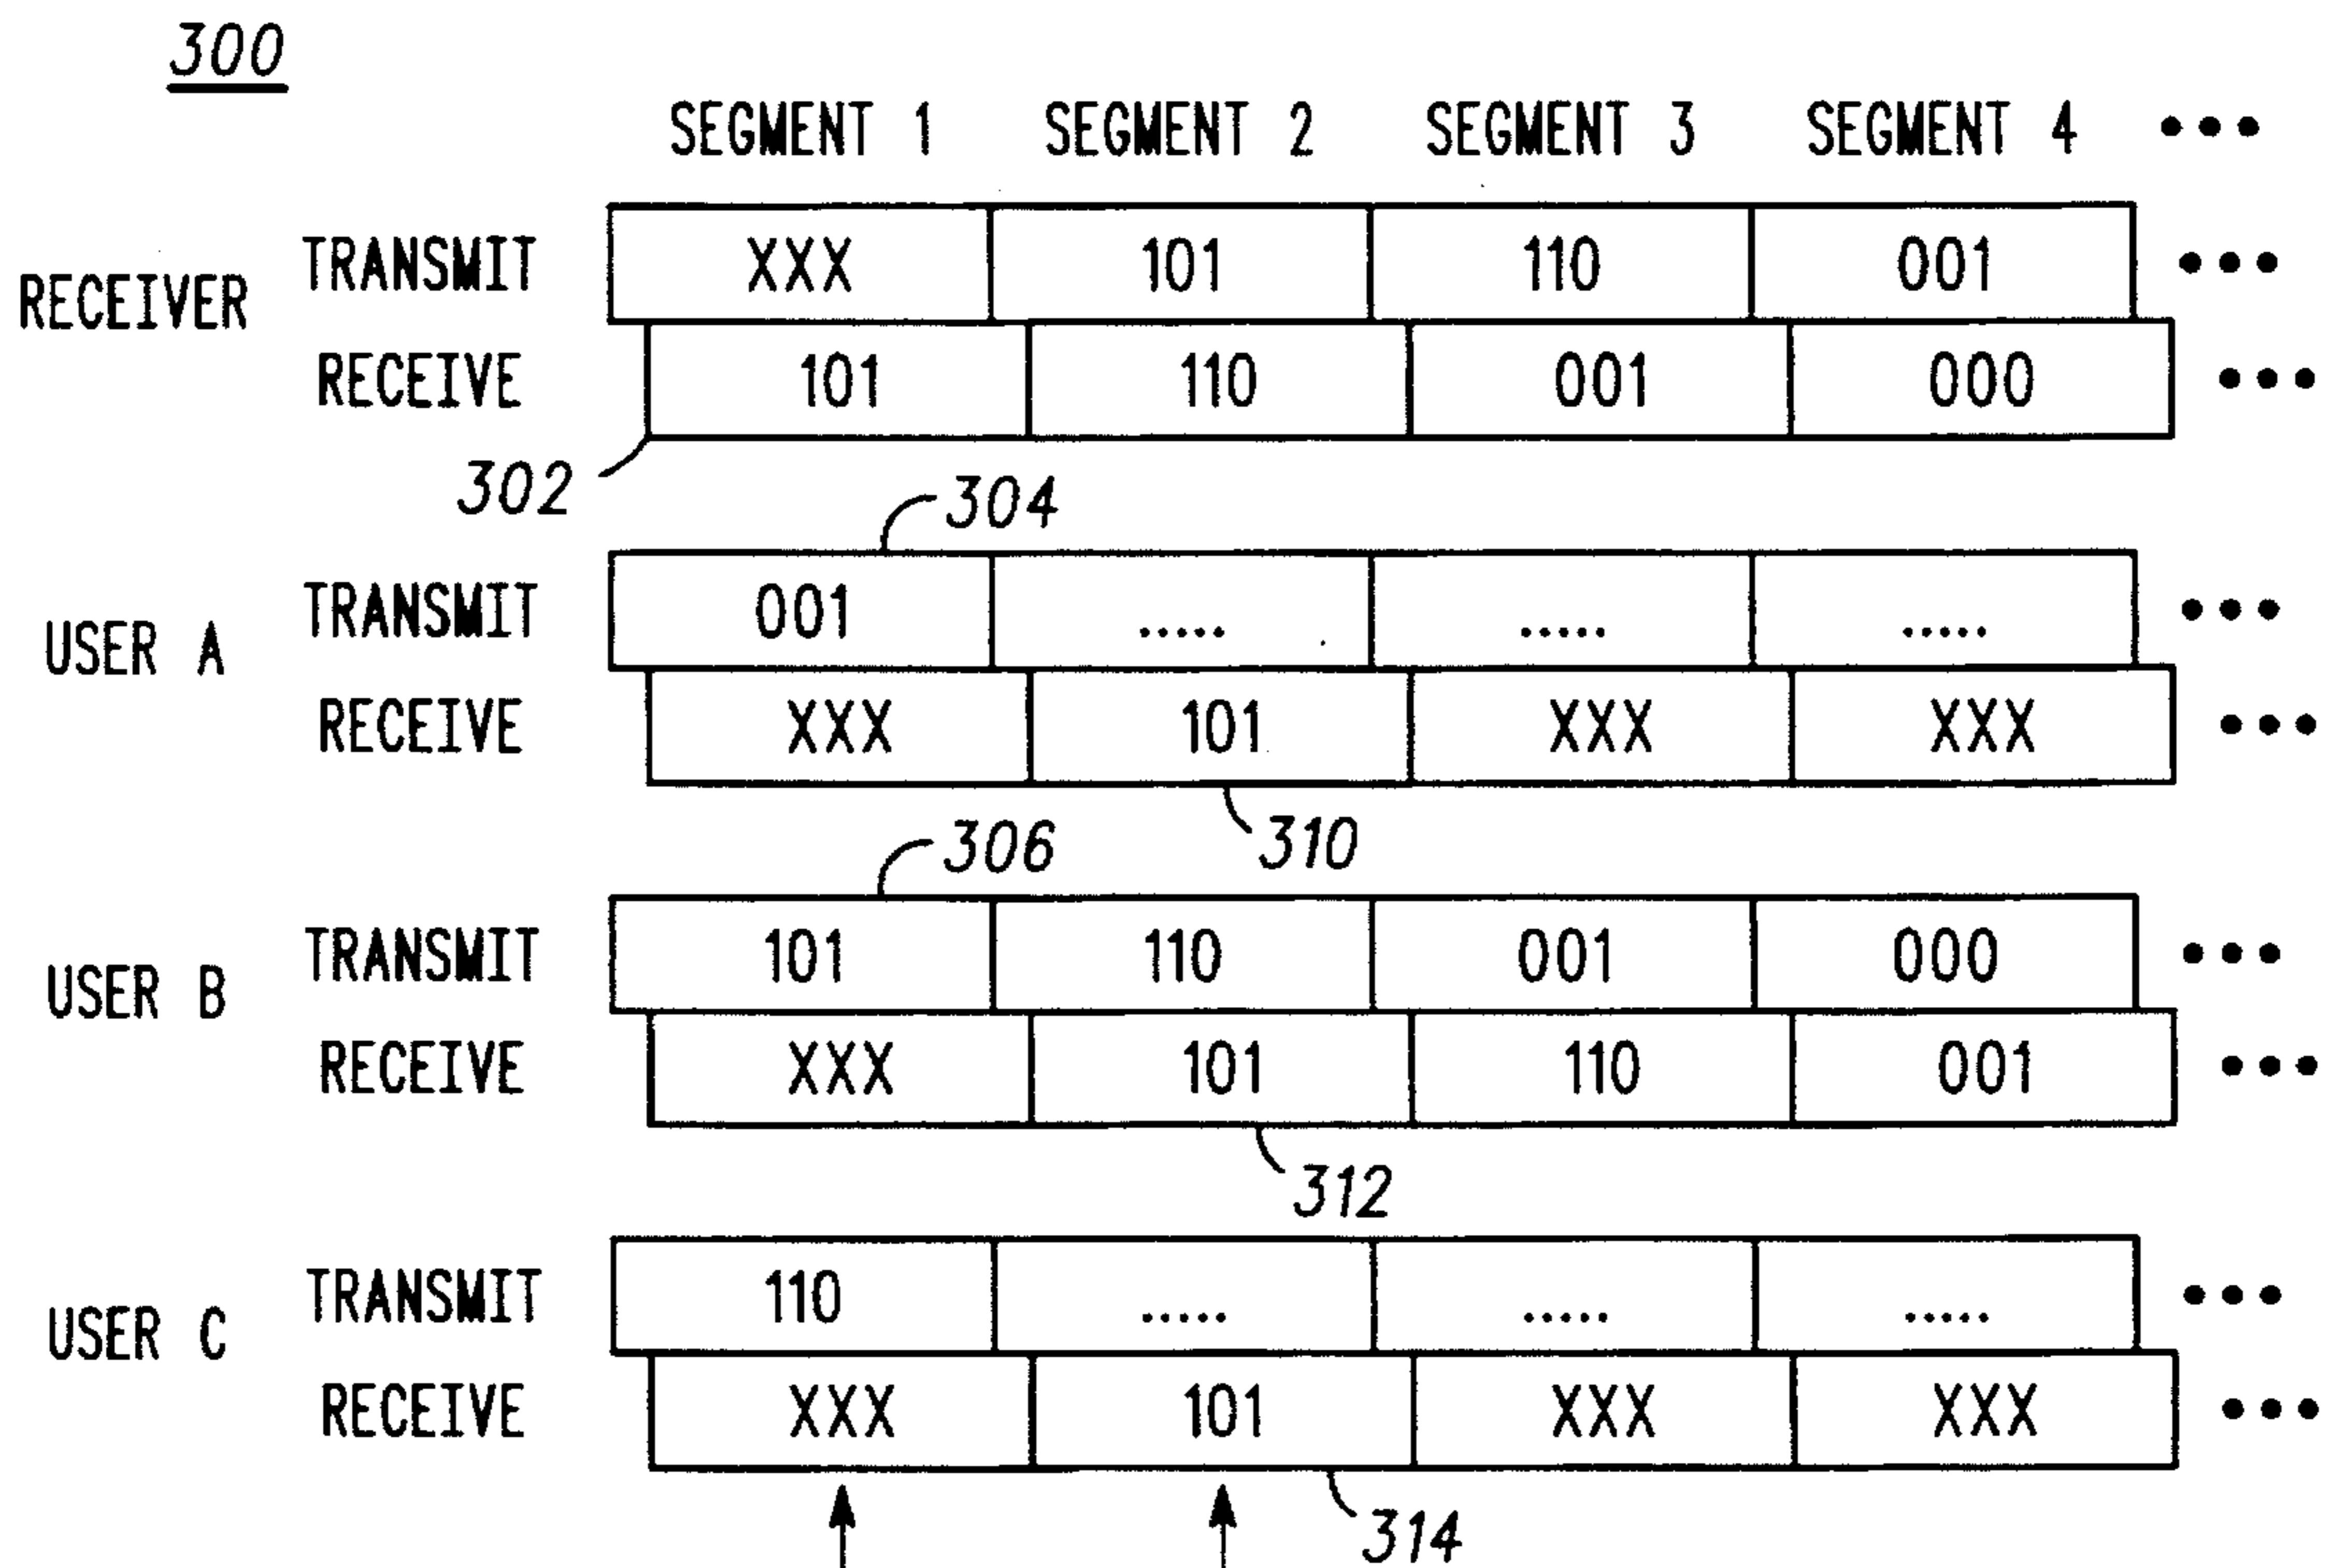 300
SEGMENT 1 SEGMENT 2 SEGMENT 3 SEGMENT 4 •••
RECEIVER
TRANSMIT XXX 101 110 001 •••
RECEIVE 101 110 001 000 •••
302
304
USER A
TRANSMIT 001 ..... ..... ..... •••
RECEIVE XXX 101 XXX XXX •••
310
306
USER B
TRANSMIT 101 110 001 000 •••
RECEIVE XXX 101 110 001 •••
312
USER C
TRANSMIT 110 ..... ..... ..... •••
RECEIVE XXX 101 XXX XXX •••
314